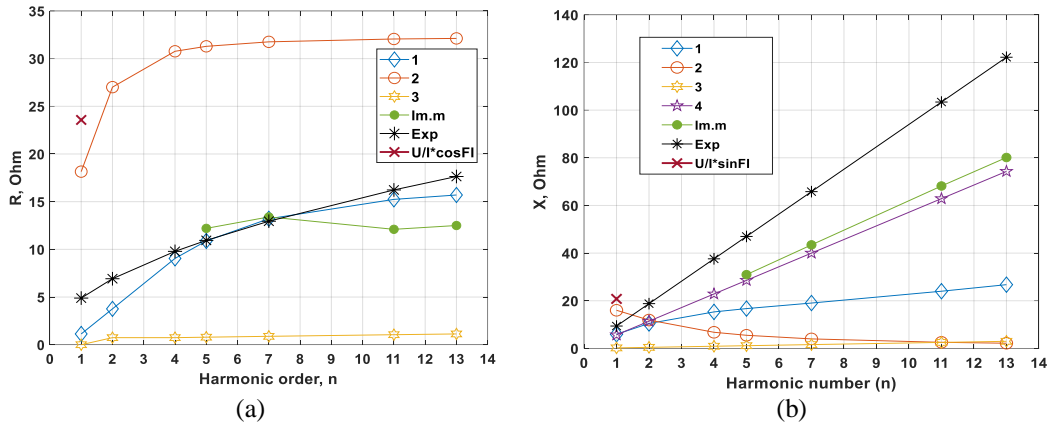 35
30
25
20
15
10
5
0
R, Ohm
0 1 2 3 4 5 6 7 8 9 10 11 12 13 14
Harmonic order, n
1
2
3
Im.m
Exp
U/I*cosFI
(a)
140
120
100
80
60
40
20
0
X, Ohm
0 1 2 3 4 5 6 7 8 9 10 11 12 13 14
Harmonic number (n)
1
2
3
4
Im.m
Exp
U/I*sinFI
(b)